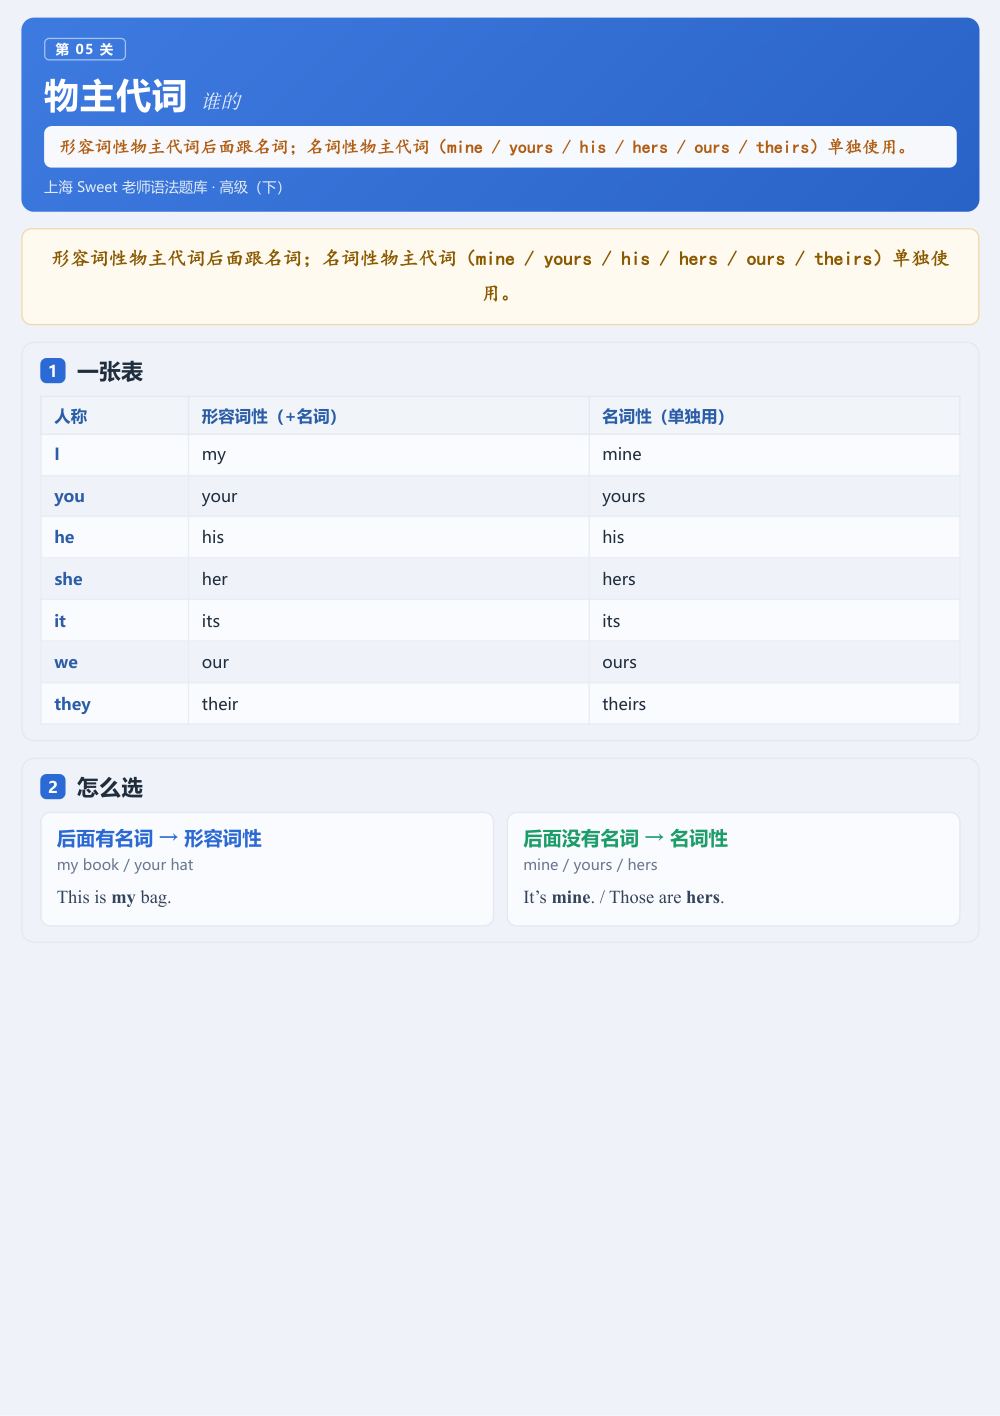 第 05 关
物主代词 谁的
形容词性物主代词后面跟名词；名词性物主代词（mine / yours / his / hers / ours / theirs）单独使用。
上海 Sweet 老师语法题库 · 高级（下）
形容词性物主代词后面跟名词；名词性物主代词（mine / yours / his / hers / ours / theirs）单独使
用。
1 一张表
人称 形容词性（+名词） 名词性（单独用）
I my mine
you your yours
he his his
she her hers
it its its
we our ours
they their theirs
2 怎么选
后面有名词 → 形容词性
my book / your hat
This is my bag.
后面没有名词 → 名词性
mine / yours / hers
It’s mine. / Those are hers.